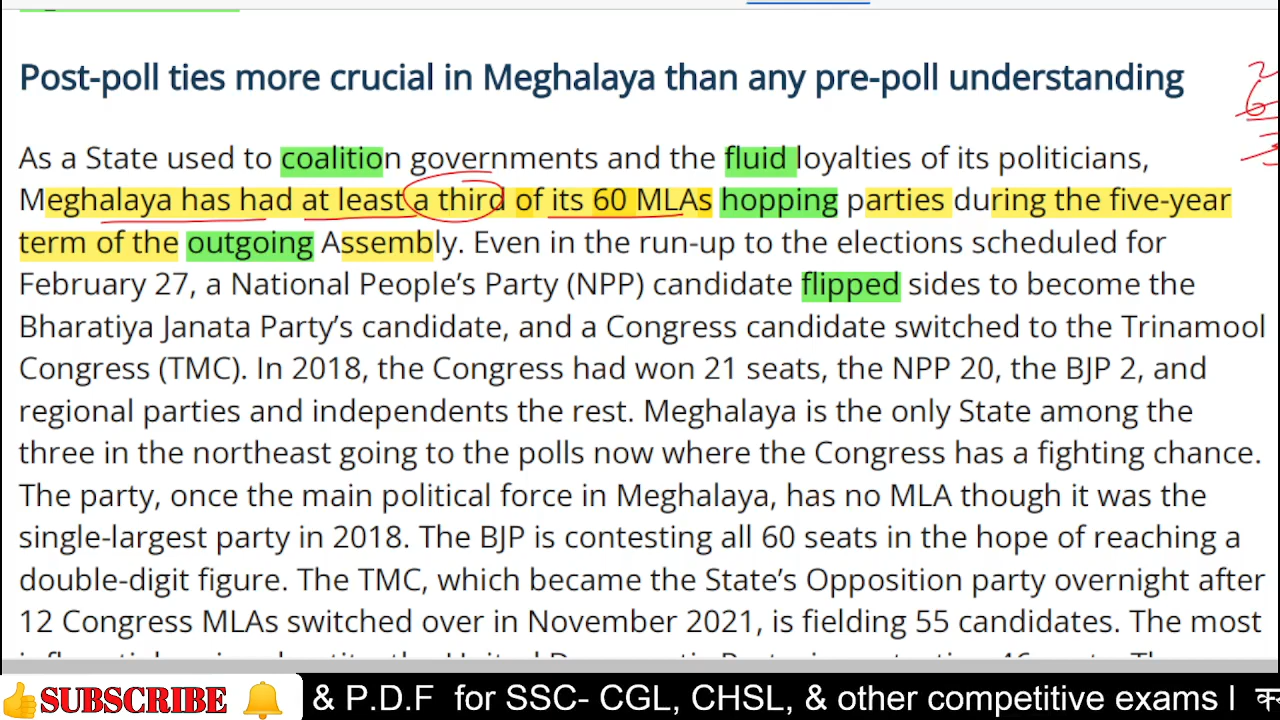 Post-poll ties more crucial in Meghalaya than any pre-poll understanding
As a State used to coalition governments and the fluid loyalties of its politicians,
Meghalaya has had at least a third of its 60 MLAs hopping parties during the five-year
term of the outgoing Assembly. Even in the run-up to the elections scheduled for
February 27, a National People's Party (NPP) candidate flipped sides to become the
Bharatiya Janata Party's candidate, and a Congress candidate switched to the Trinamool
Congress (TMC). In 2018, the Congress had won 21 seats, the NPP 20, the BJP 2, and
regional parties and independents the rest. Meghalaya is the only State among the
three in the northeast going to the polls now where the Congress has a fighting chance.
The party, once the main political force in Meghalaya, has no MLA though it was the
single-largest party in 2018. The BJP is contesting all 60 seats in the hope of reaching a
double-digit figure. The TMC, which became the State's Opposition party overnight after
12 Congress MLAs switched over in November 2021, is fielding 55 candidates. The most
SUBSCRIBE & P.D.F for SSC- CGL, CHSL, & other competitive exams I